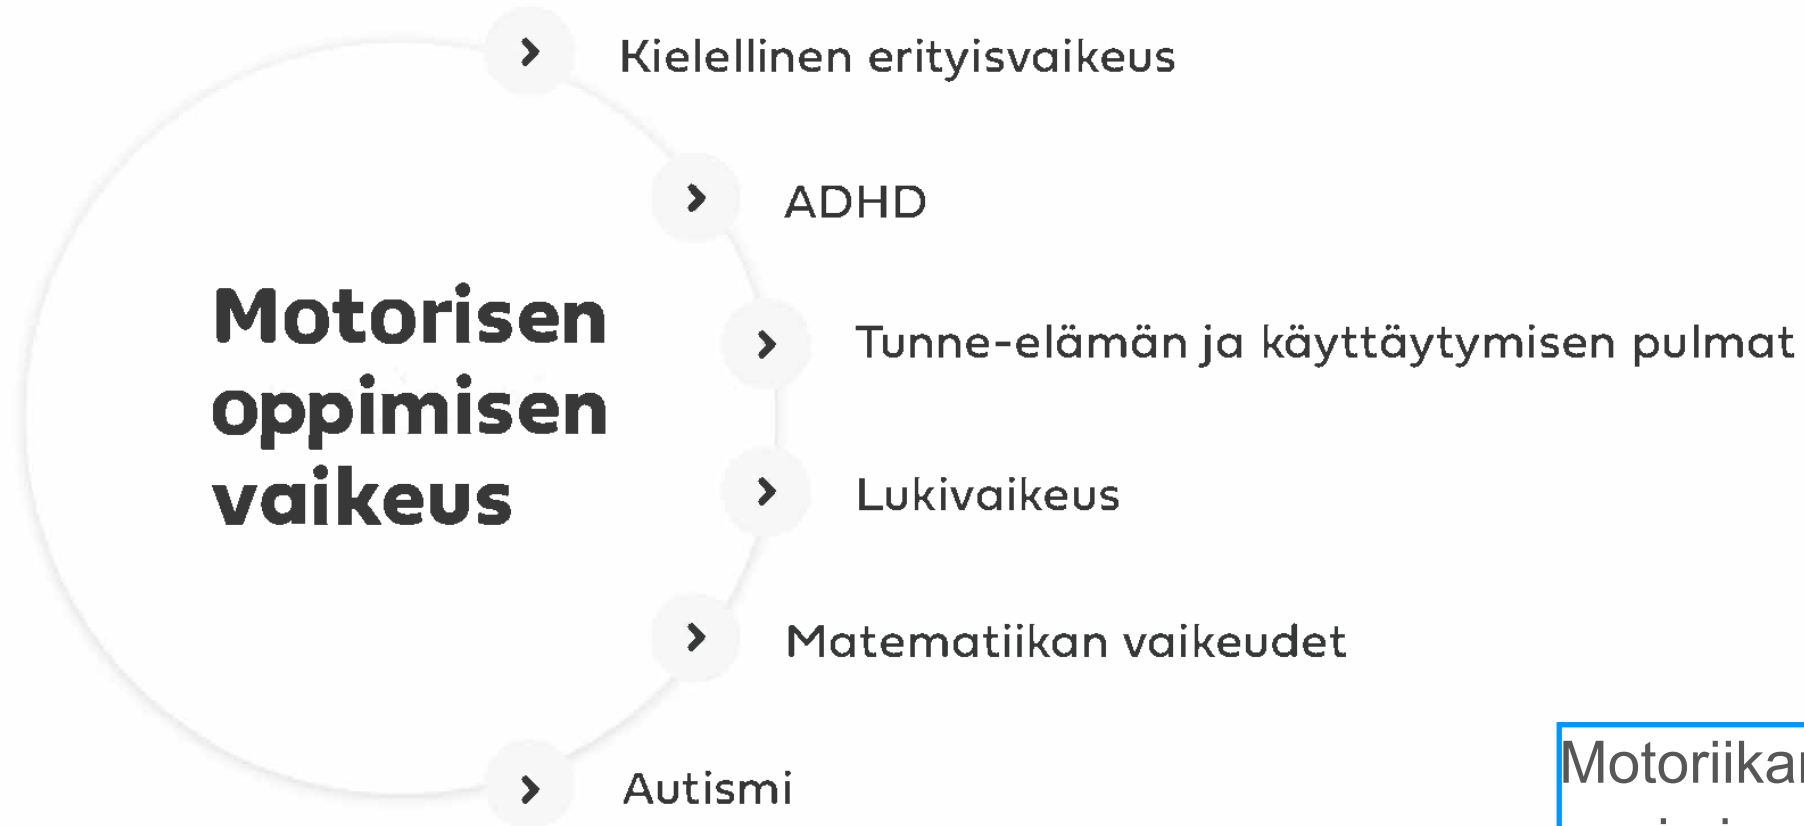 Kielellinen erityisvaikeus
ADHD
Motorisen
oppimisen
vaikeus
Tunne-elämän ja käyttäytymisen pulmat
Lukivaikeus
Matematiikan vaikeudet
Autismi